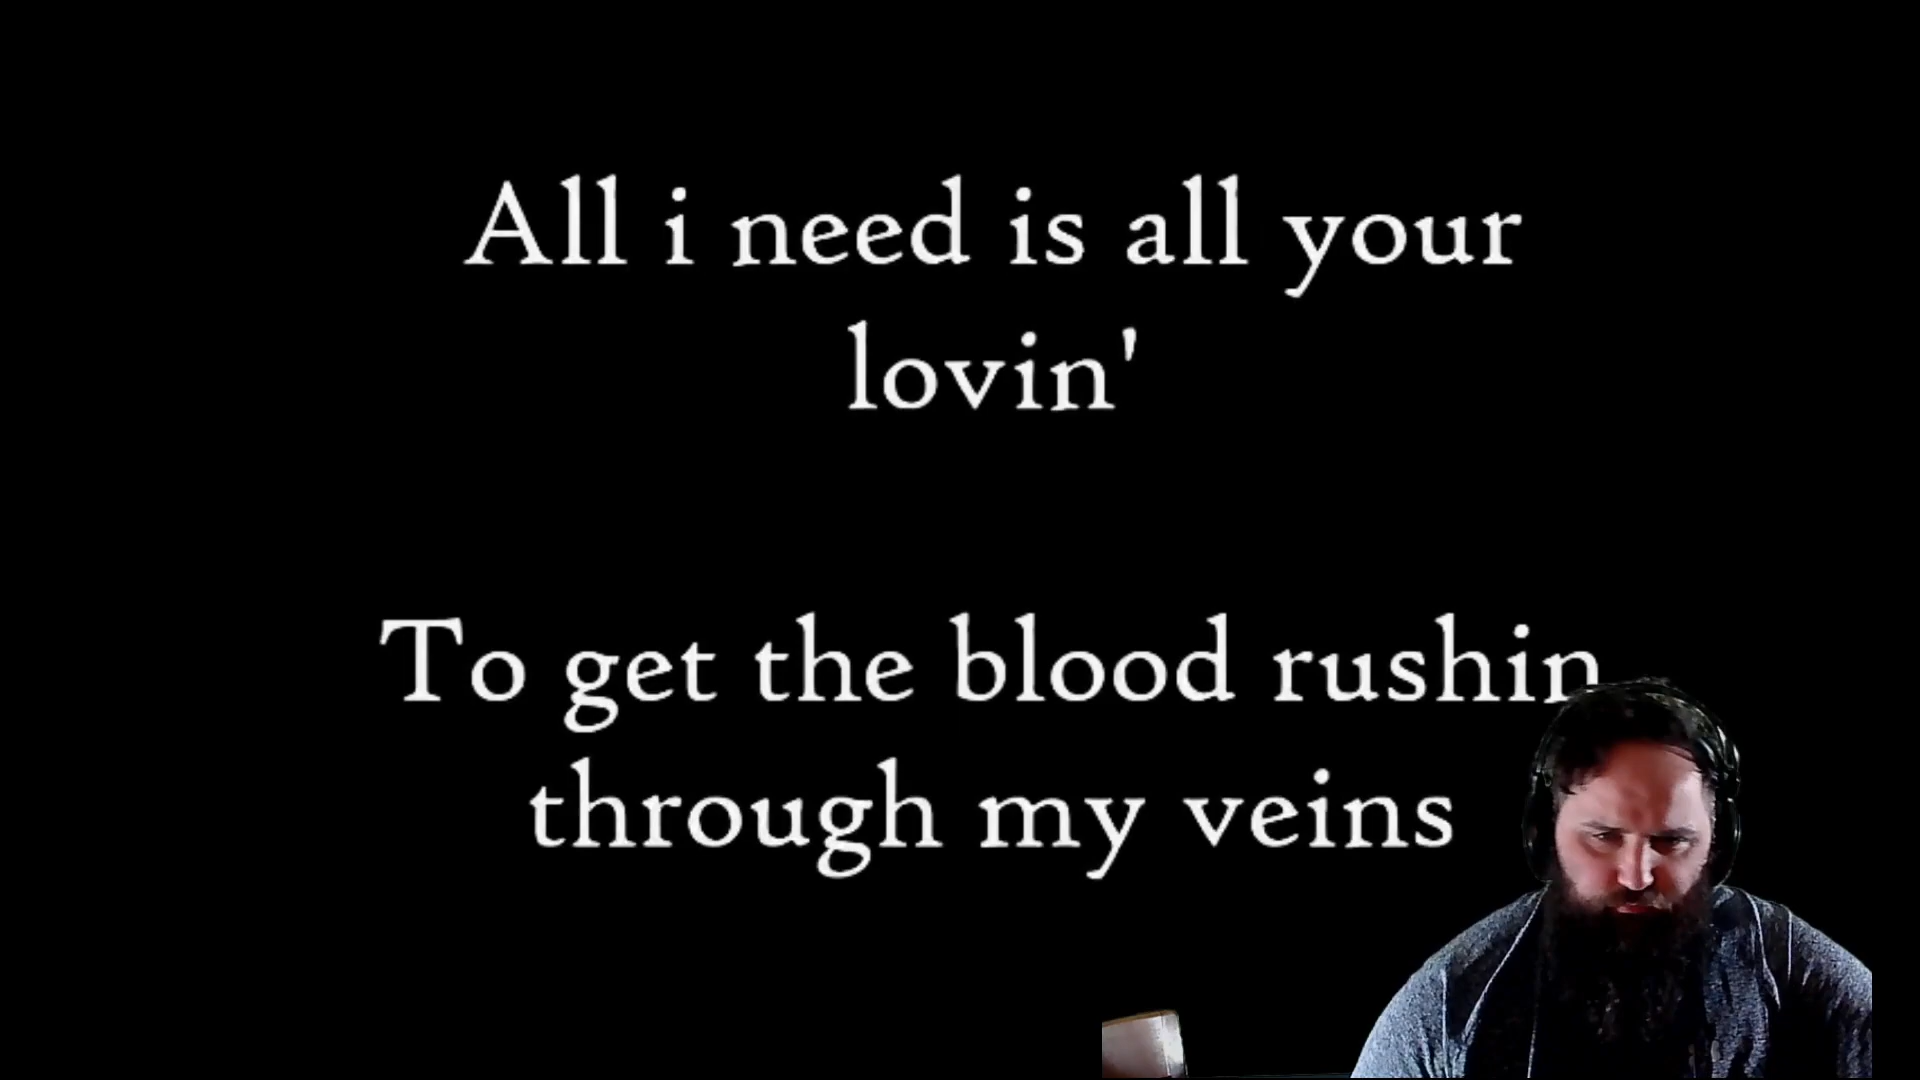 All i need is all your
lovin'
To get the blood rushin
through my veins